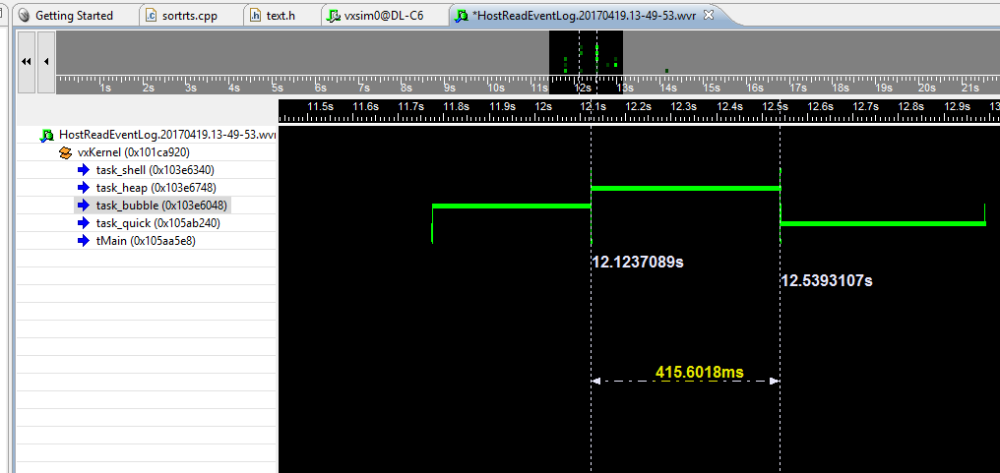 Getting Started sortrts.cpp text.h vxsim0@DL-C6 *HostReadEventLog.20170419.13-49-53.wvr
1s 2s 3s 4s 5s 6s 7s 8s 9s 10s 11s 12s 13s 14s 15s 16s 17s 18s 19s 20s 21s
11.5s 11.6s 11.7s 11.8s 11.9s 12s 12.1s 12.2s 12.3s 12.4s 12.5s 12.6s 12.7s 12.8s 12.9s 13
HostReadEventLog.20170419.13-49-53.wvr
vxKernel (0x101ca920)
task_shell (0x103e6340)
task_heap (0x103e6748)
task_bubble (0x103e6048)
task_quick (0x105ab240)
tMain (0x105aa5e8)
12.1237089s
12.5393107s
415.6018ms